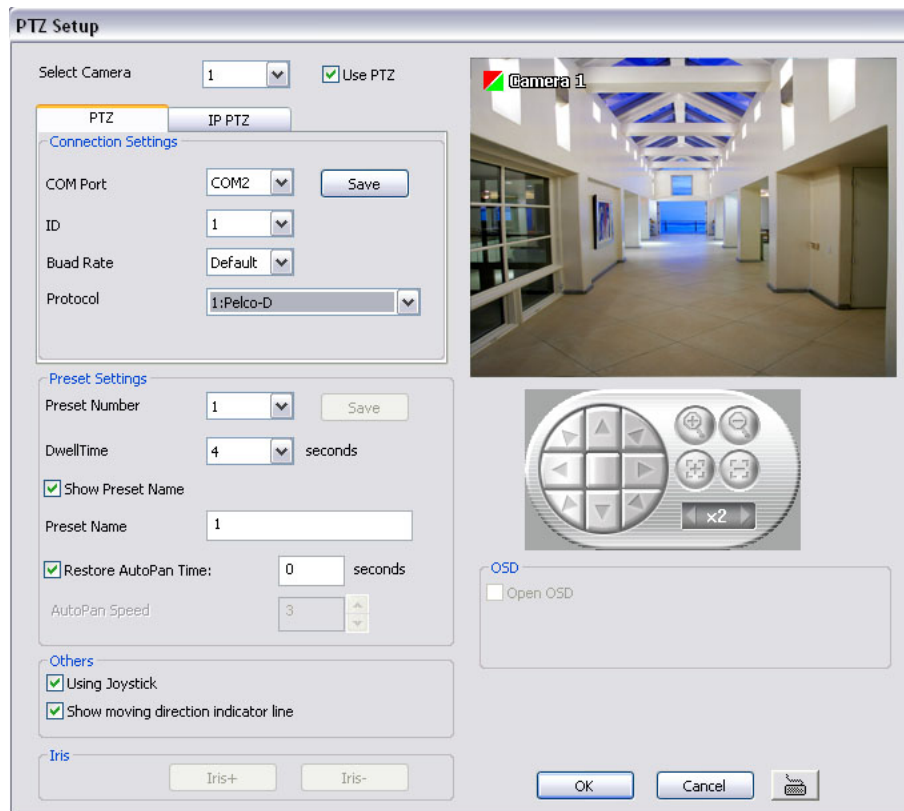 PTZ Setup
Select Camera 1 Use PTZ
Camera 1
PTZ IP PTZ
Connection Settings
COM Port COM2 Save
ID 1
Buad Rate Default
Protocol 1:Pelco-D
Preset Settings
Preset Number 1 Save
DwellTime 4 seconds
Show Preset Name
Preset Name 1
Restore AutoPan Time: 0 seconds
AutoPan Speed 3
x2
OSD
Open OSD
Others
Using Joystick
Show moving direction indicator line
Iris
Iris+ Iris-
OK Cancel